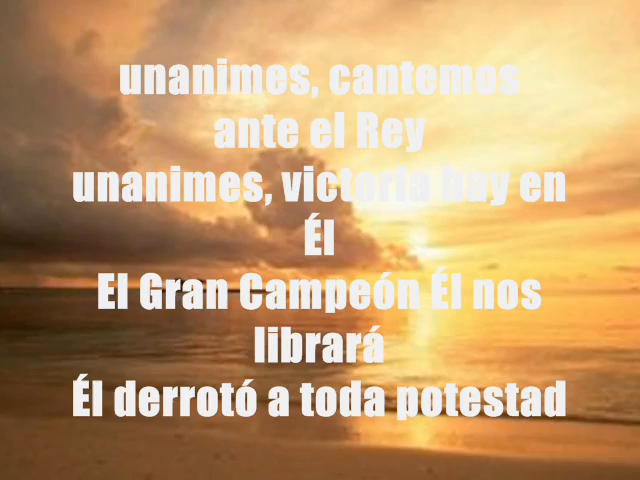 unanimes, cantemos
ante el Rey
unanimes, victoria hay en
Él
El Gran Campeón Él nos
librará
Él derrotó a toda potestad